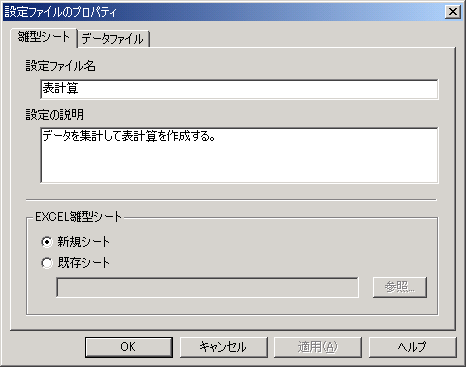 設定ファイルのプロパティ
雛型シート データファイル
設定ファイル名
表計算
設定の説明
データを集計して表計算を作成する。
EXCEL雛型シート
新規シート
既存シート
参照...
OK キャンセル 適用(A) ヘルプ